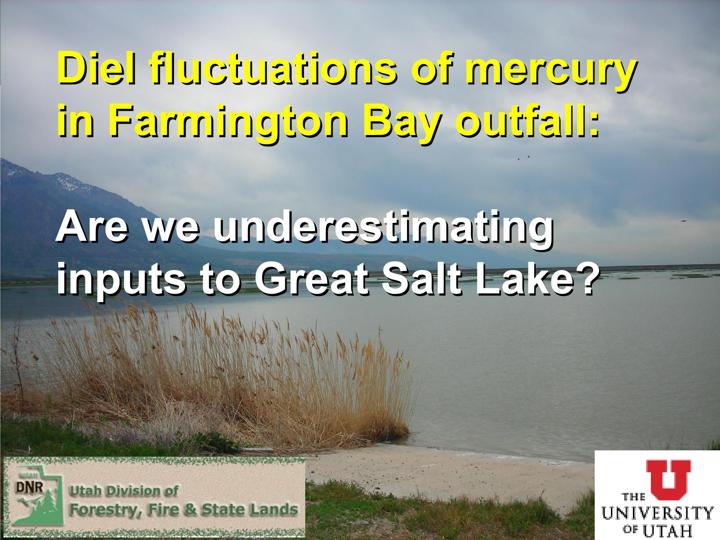 Diel fluctuations of mercury
in Farmington Bay outfall:
Are we underestimating
inputs to Great Salt Lake?
UTAH
DNR
Utah Division of
Forestry, Fire & State Lands
THE
UNIVERSITY
OF UTAH